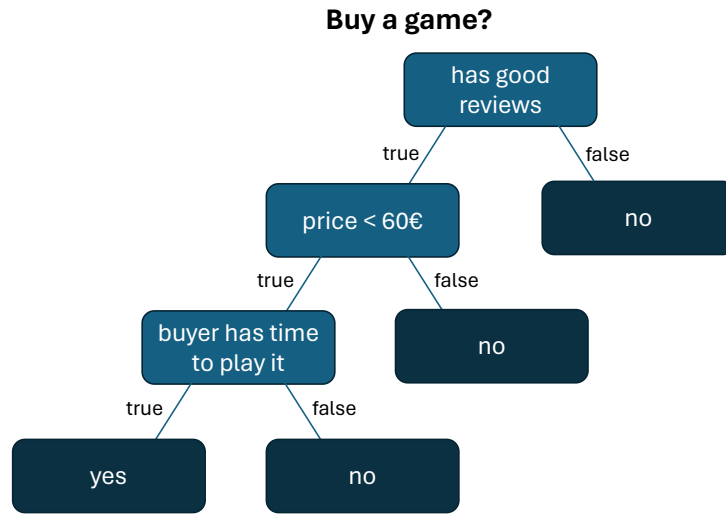 Buy a game?
has good
reviews
true
false
price < 60€
no
true
false
buyer has time
to play it
no
true
false
yes
no